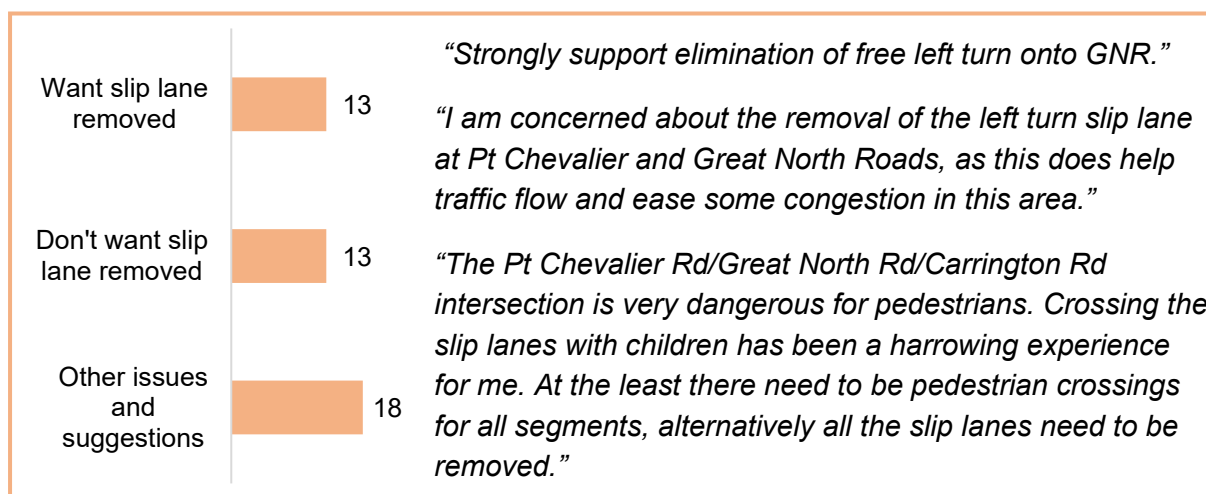 Want slip lane
removed
13
Don't want slip
lane removed
13
Other issues
and
suggestions
18
“Strongly support elimination of free left turn onto GNR.”
“I am concerned about the removal of the left turn slip lane
at Pt Chevalier and Great North Roads, as this does help
traffic flow and ease some congestion in this area.”
“The Pt Chevalier Rd/Great North Rd/Carrington Rd
intersection is very dangerous for pedestrians. Crossing the
slip lanes with children has been a harrowing experience
for me. At the least there need to be pedestrian crossings
for all segments, alternatively all the slip lanes need to be
removed.”